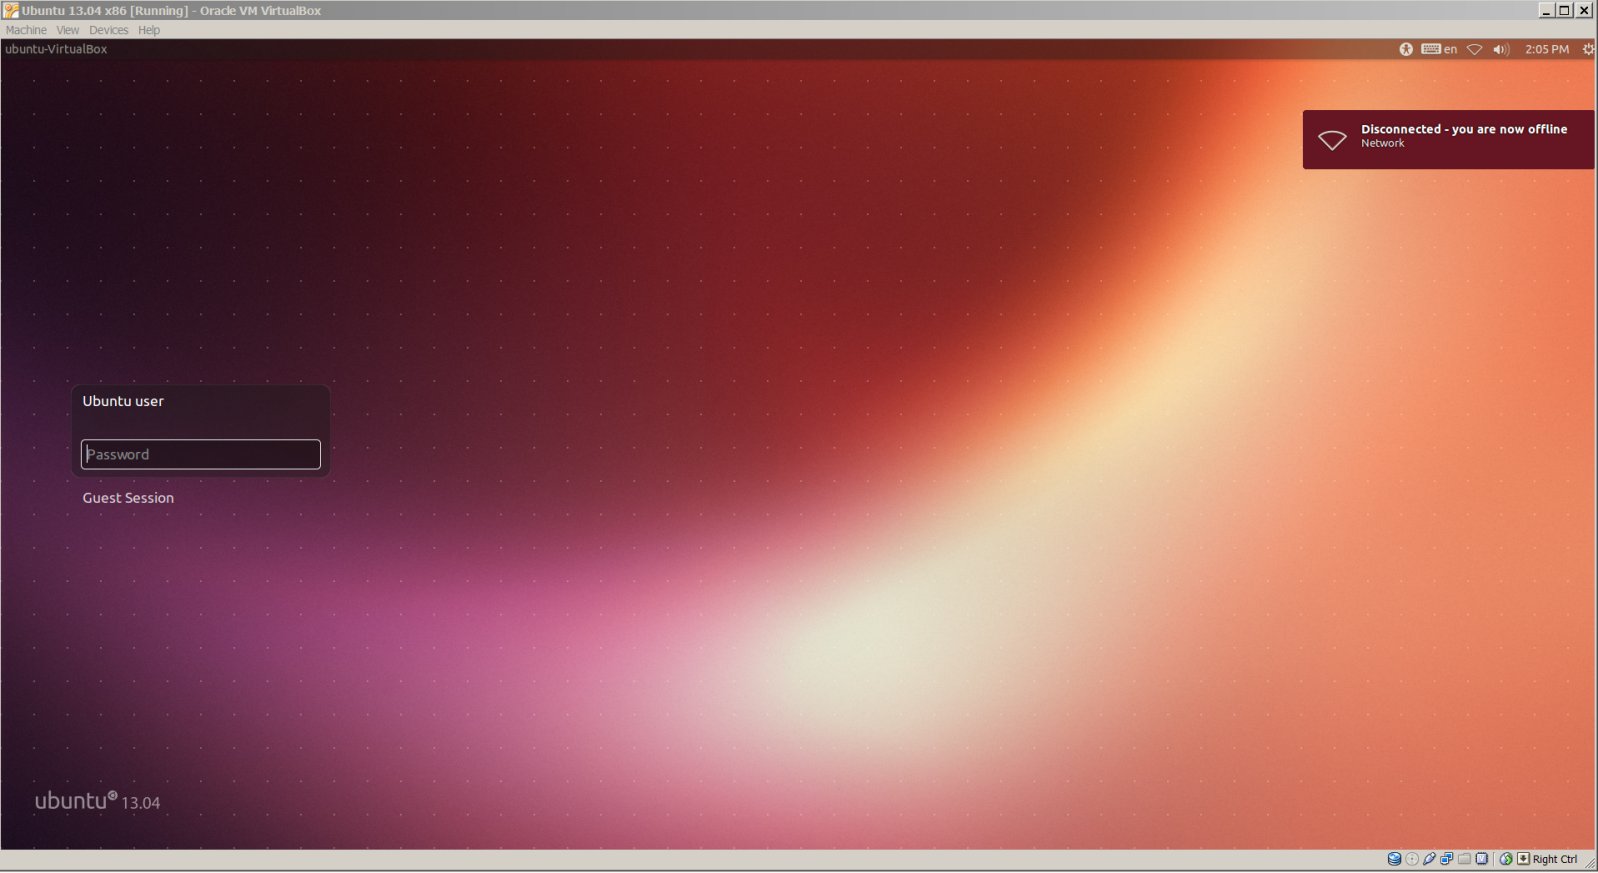 Ubuntu 13.04 x86 [Running] - Oracle VM VirtualBox
Machine View Devices Help
ubuntu-VirtualBox en 2:05 PM
Disconnected - you are now offline
Network
Ubuntu user
Password
Guest Session
ubuntu 13.04
Right Ctrl